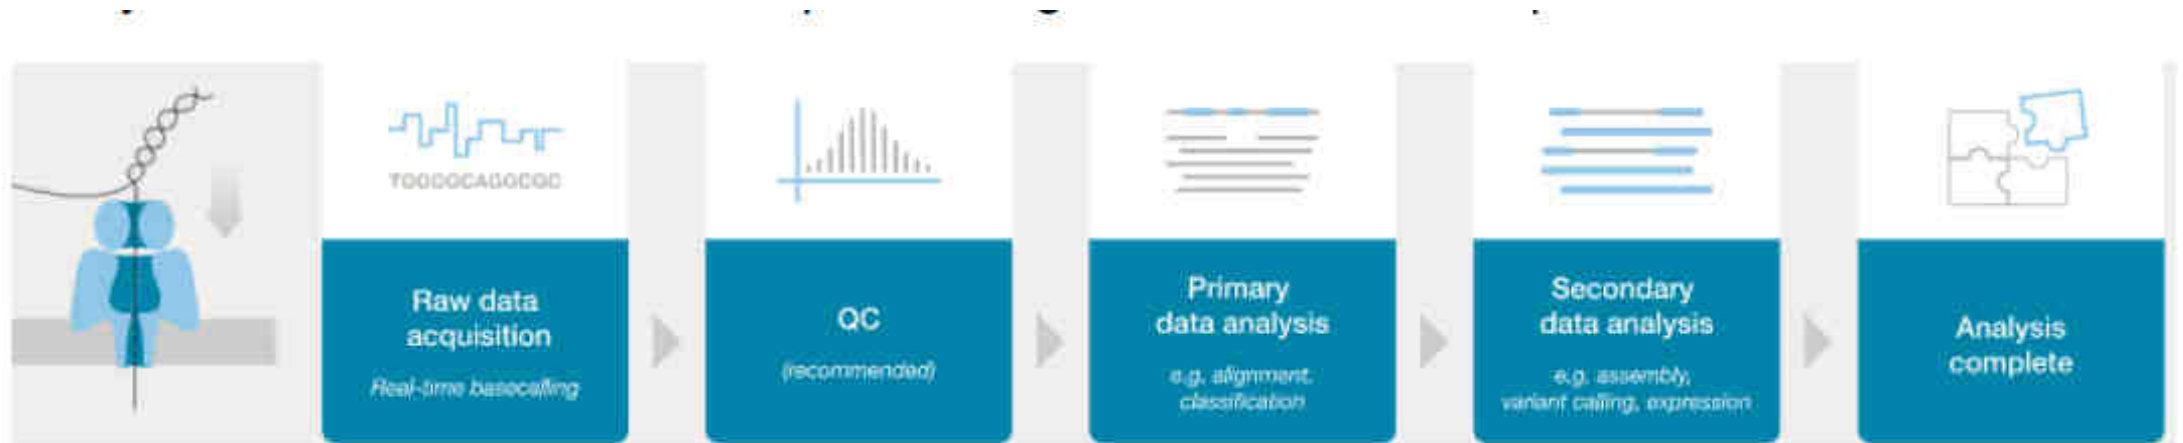 Raw data
acquisition
Real-time basecalling
QC
(recommended)
Primary
data analysis
e.g. alignment,
classification
Secondary
data analysis
e.g. assembly,
variant calling, expression
Analysis
complete